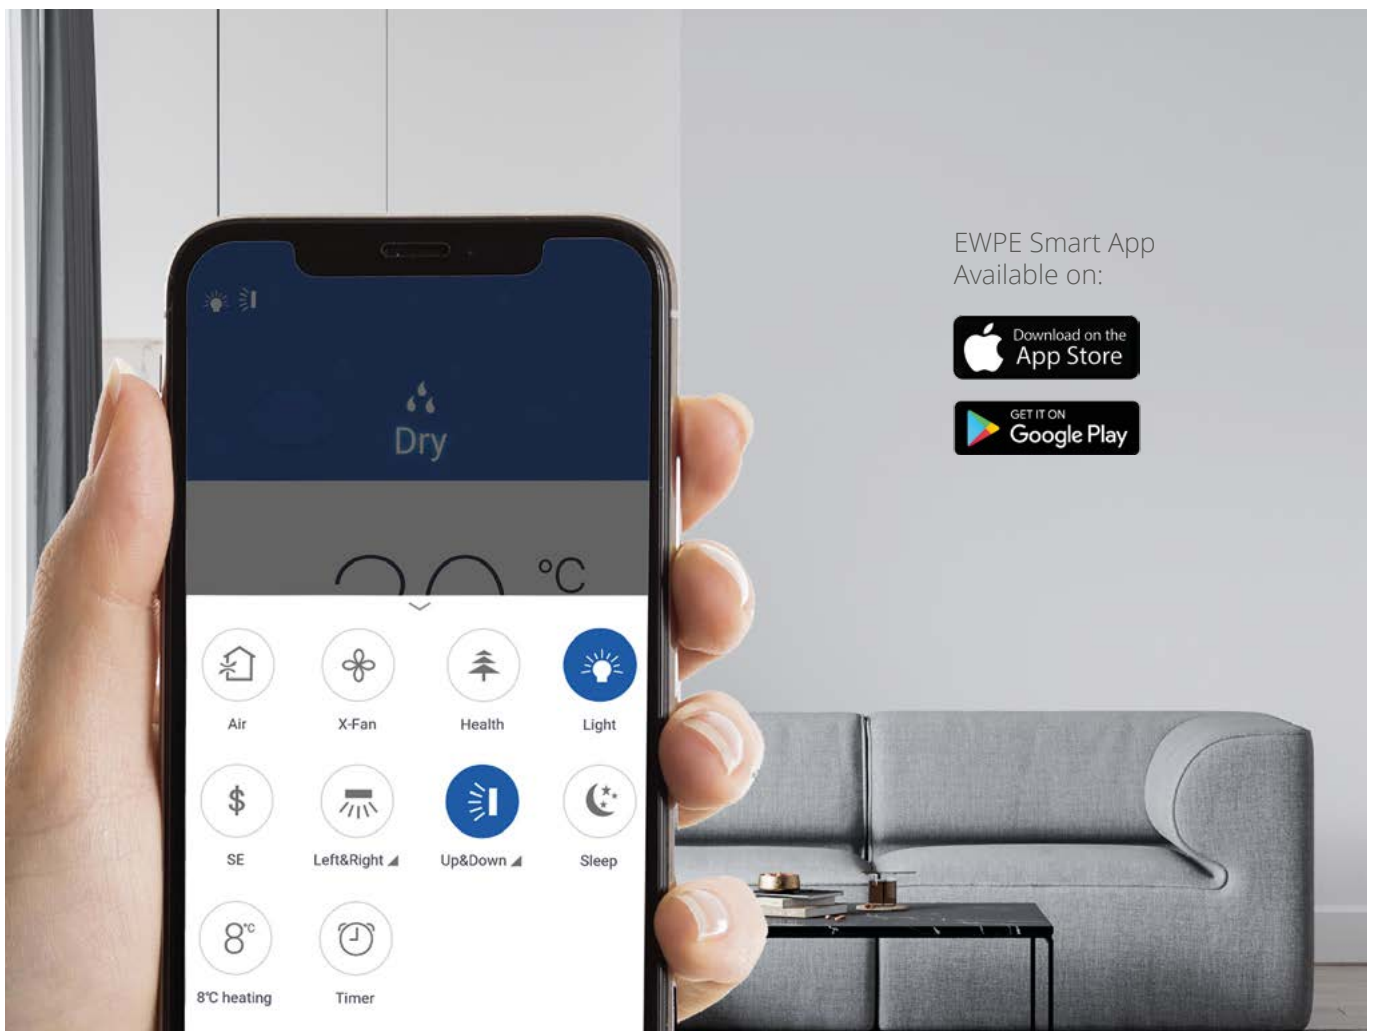 EWPE Smart App
Available on:
Download on the
App Store
GET IT ON
Google Play
Dry
°C
Air
X-Fan
Health
Light
$
SE
Left&Right
Up&Down
Sleep
8°C
8°C heating
Timer